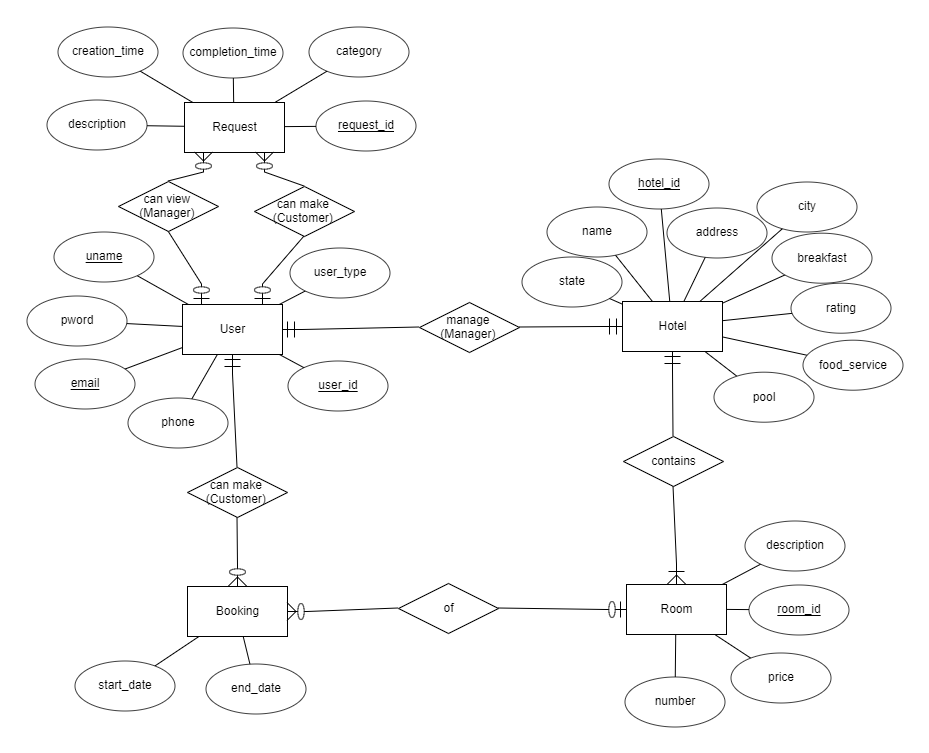 creation_time
completion_time
category
description
Request
request_id
can view
(Manager)
can make
(Customer)
hotel_id
name
address
city
uname
user_type
state
breakfast
pword
User
manage
(Manager)
Hotel
rating
email
user_id
food_service
phone
pool
can make
(Customer)
contains
description
Booking
of
Room
room_id
start_date
end_date
price
number